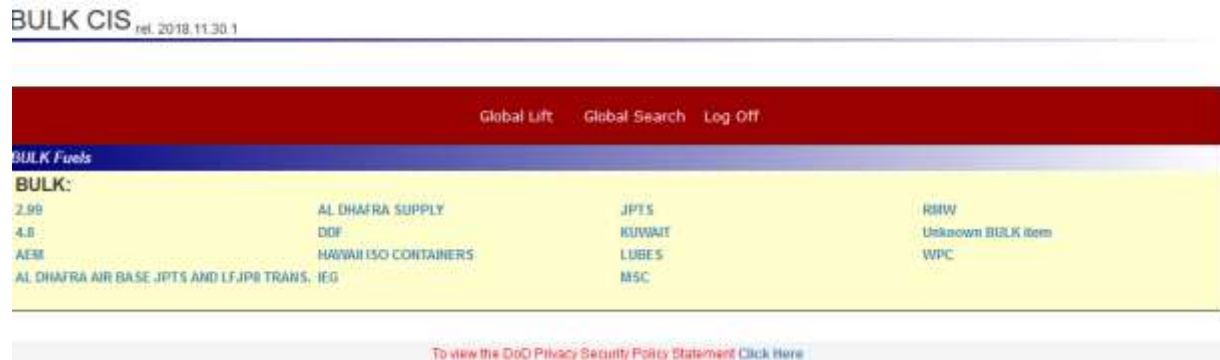 BULK CIS rel. 2018.11.30.1
Global Lift Global Search Log Off
BULK Fuels
BULK:
2.99 AL DHAFRA SUPPLY JPTS RMW
4.8 DDF KUWAIT Unknown BULK item
AEM HAWAII ISO CONTAINERS LUBES WPC
AL DHAFRA AIR BASE JPTS AND LFJP8 TRANS. IEG MSC
To view the DoD Privacy Security Policy Statement Click Here